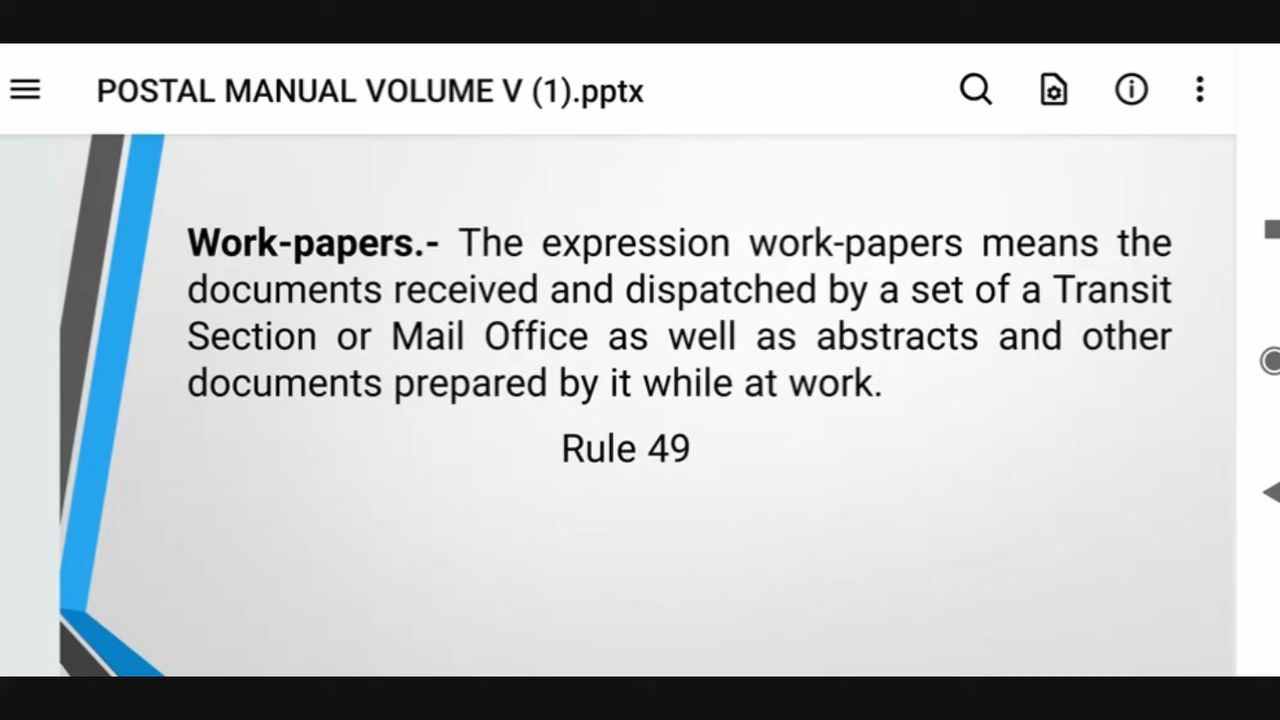 POSTAL MANUAL VOLUME V (1).pptx
Work-papers.- The expression work-papers means the
documents received and dispatched by a set of a Transit
Section or Mail Office as well as abstracts and other
documents prepared by it while at work.
Rule 49